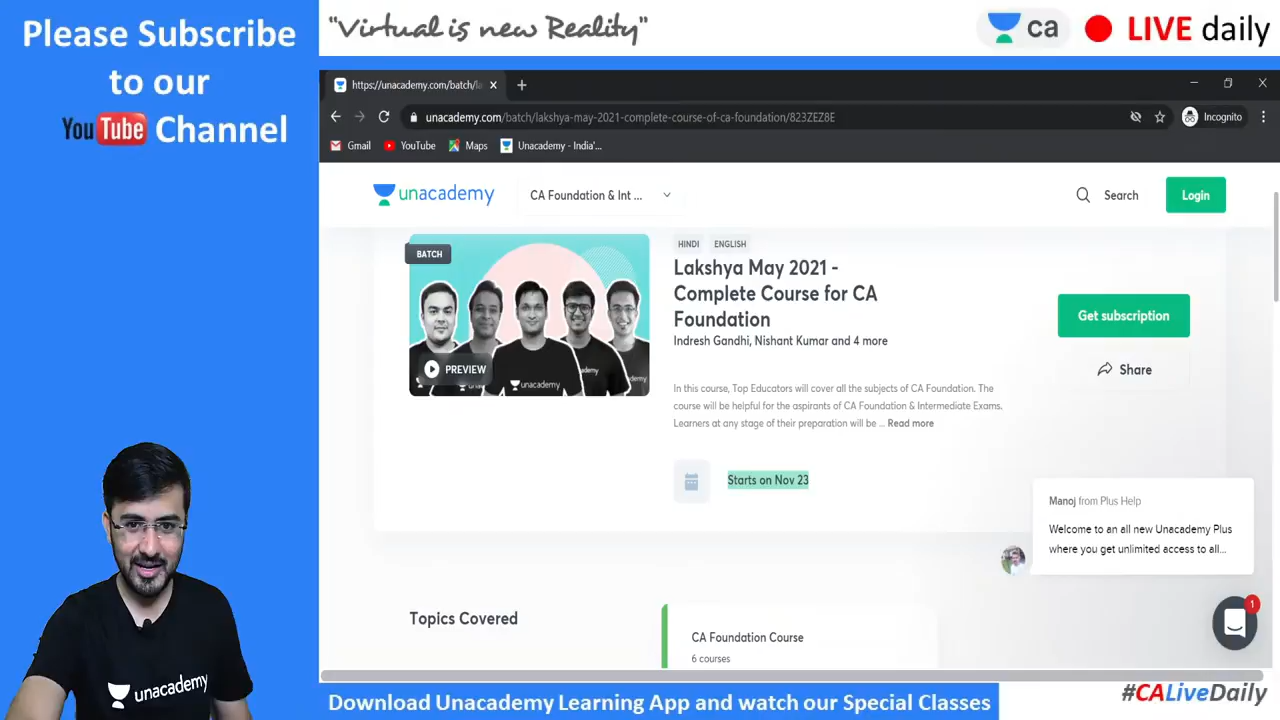 Please Subscribe
to our
YouTube Channel
"Virtual is new Reality"
ca LIVE daily
https://unacademy.com/batch/la
unacademy.com/batch/lakshya-may-2021-complete-course-of-ca-foundation/823ZEZ8E
Incognito
Gmail YouTube Maps Unacademy - India'...
unacademy
CA Foundation & Int ...
Search
Login
BATCH
PREVIEW
unacademy
HINDI ENGLISH
Lakshya May 2021 -
Complete Course for CA
Foundation
Indresh Gandhi, Nishant Kumar and 4 more
In this course, Top Educators will cover all the subjects of CA Foundation. The
course will be helpful for the aspirants of CA Foundation & Intermediate Exams.
Learners at any stage of their preparation will be ... Read more
Starts on Nov 23
Get subscription
Share
Manoj from Plus Help
Welcome to an all new Unacademy Plus
where you get unlimited access to all...
1
Topics Covered
CA Foundation Course
6 courses
unacademy
Download Unacademy Learning App and watch our Special Classes
#CALiveDaily